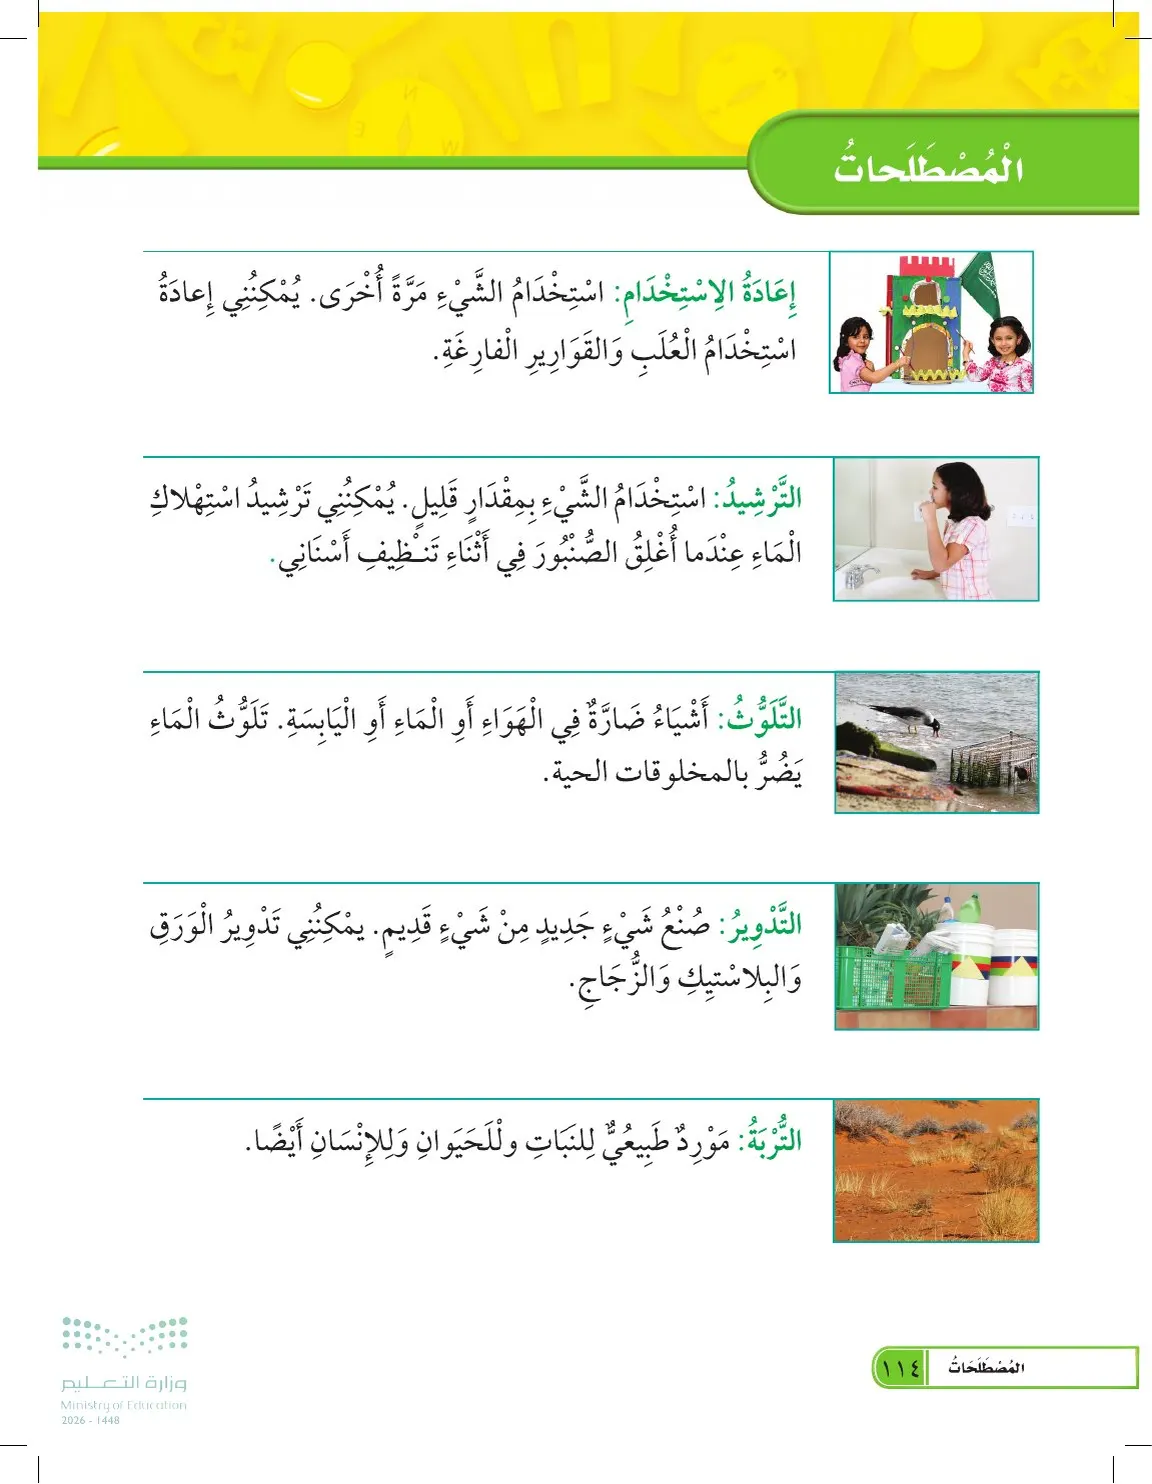 الْمُصْطَلَحاتُ
إِعَادَةُ الِاسْتِخْدَامِ: اسْتِخْدَامُ الشَّيْءِ مَرَّةً أُخْرَى. يُمْكِنُنِي إِعادَةُ
اسْتِخْدَامُ الْعُلَبِ وَالقَوَارِيرِ الْفارِغَةِ.
التَّرْشِيدُ: اسْتِخْدَامُ الشَّيْءِ بِمِقْدَارٍ قَلِيلٍ. يُمْكِنُنِي تَرْشِيدُ اسْتِهْلاكِ
الْمَاءِ عِنْدَما أُغْلِقُ الصُّنْبُورَ فِي أَثْنَاءِ تَنْظِيفِ أَسْنَانِي.
التَّلَوُّثُ: أَشْيَاءُ ضَارَّةٌ فِي الْهَوَاءِ أَوِ الْمَاءِ أَوِ الْيَابِسَةِ. تَلَوُّثُ الْمَاءِ
يَضُرُّ بالمخلوقات الحية.
التَّدْوِيرُ: صُنْعُ شَيْءٍ جَدِيدٍ مِنْ شَيْءٍ قَدِيمٍ. يمْكِنُنِي تَدْوِيرُ الْوَرَقِ
وَالبِلاسْتِيِكِ وَالزُّجَاجِ.
التُّرْبَةُ: مَوْرِدٌ طَبِيعُيٌّ لِلنَبَاتِ ولْلَحَيَوانِ وَلِلإِنْسَانِ أَيْضًا.
المُصْطَلَحَاتُ
١١٤
وزارة التعليم
Ministry of Education
2026 - 1448